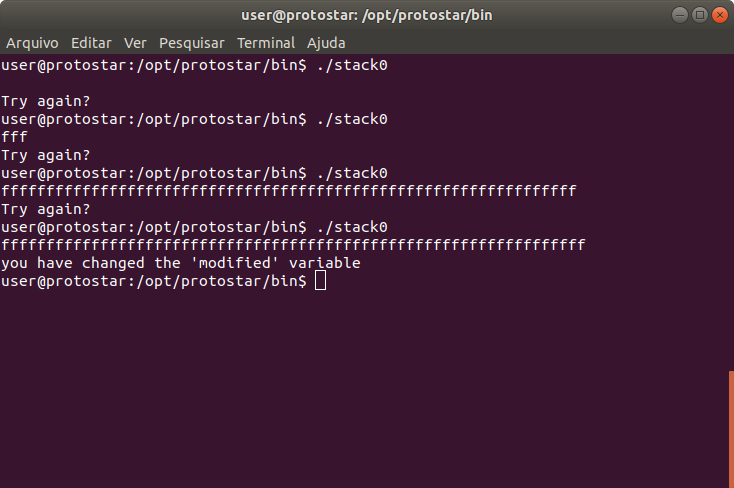 user@protostar: /opt/protostar/bin
Arquivo Editar Ver Pesquisar Terminal Ajuda
user@protostar:/opt/protostar/bin$ ./stack0
Try again?
user@protostar:/opt/protostar/bin$ ./stack0
fff
Try again?
user@protostar:/opt/protostar/bin$ ./stack0
ffffffffffffffffffffffffffffffffffffffffffffffffffffffffffffffff
Try again?
user@protostar:/opt/protostar/bin$ ./stack0
fffffffffffffffffffffffffffffffffffffffffffffffffffffffffffffffff
you have changed the 'modified' variable
user@protostar:/opt/protostar/bin$